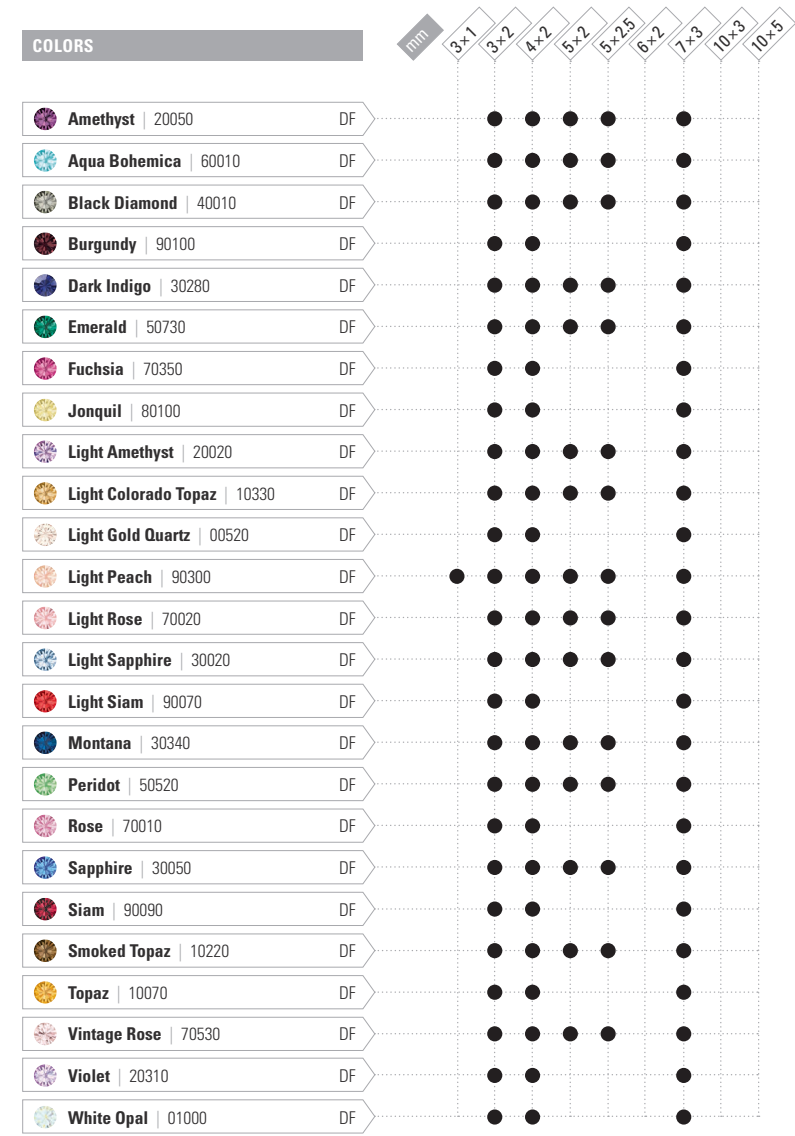 COLORS mm 3×1 3×2 4×2 5×2 5×2.5 6×2 7×3 10×3 10×5
Amethyst | 20050 DF
Aqua Bohemica | 60010 DF
Black Diamond | 40010 DF
Burgundy | 90100 DF
Dark Indigo | 30280 DF
Emerald | 50730 DF
Fuchsia | 70350 DF
Jonquil | 80100 DF
Light Amethyst | 20020 DF
Light Colorado Topaz | 10330 DF
Light Gold Quartz | 00520 DF
Light Peach | 90300 DF
Light Rose | 70020 DF
Light Sapphire | 30020 DF
Light Siam | 90070 DF
Montana | 30340 DF
Peridot | 50520 DF
Rose | 70010 DF
Sapphire | 30050 DF
Siam | 90090 DF
Smoked Topaz | 10220 DF
Topaz | 10070 DF
Vintage Rose | 70530 DF
Violet | 20310 DF
White Opal | 01000 DF